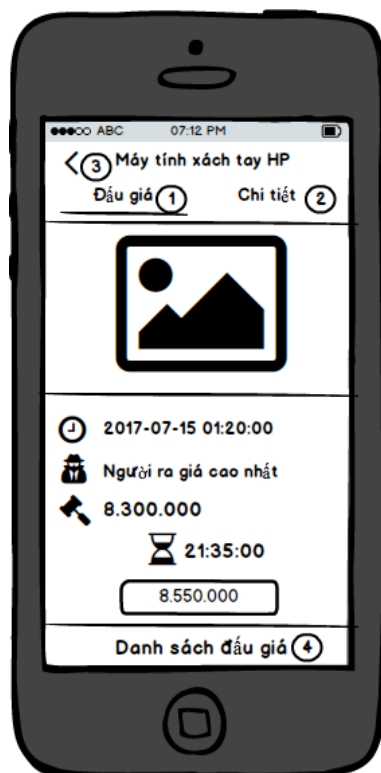 ABC 07:12 PM
3 Máy tính xách tay HP
Đấu giá 1 Chi tiết 2
2017-07-15 01:20:00
Người ra giá cao nhất
8.300.000
21:35:00
8.550.000
Danh sách đấu giá 4